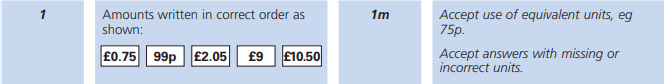 1
Amounts written in correct order as
shown:
£0.75 99p £2.05 £9 £10.50
1m
Accept use of equivalent units, eg
75p.
Accept answers with missing or
incorrect units.